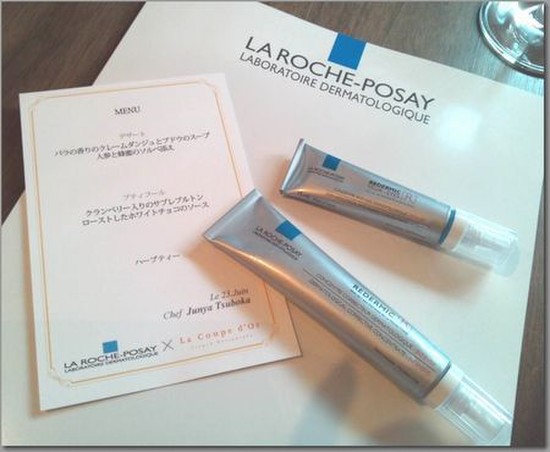 LA ROCHE-POSAY
LABORATOIRE DERMATOLOGIQUE
MENU
デザート
バラの香りのクレームダンジュとブドウのスープ
人参と蜂蜜のソルベ添え
プティフール
クランベリー入りのサブレブルトン
ローストしたホワイトチョコのソース
ハーブティー
Le 23.Juin
Chef Junya Tsuboka
LA ROCHE-POSAY
LABORATOIRE DERMATOLOGIQUE
×
La Coupe d'Or
LA ROCHE-POSAY
REDERMIC
LA ROCHE-POSAY
REDERMIC